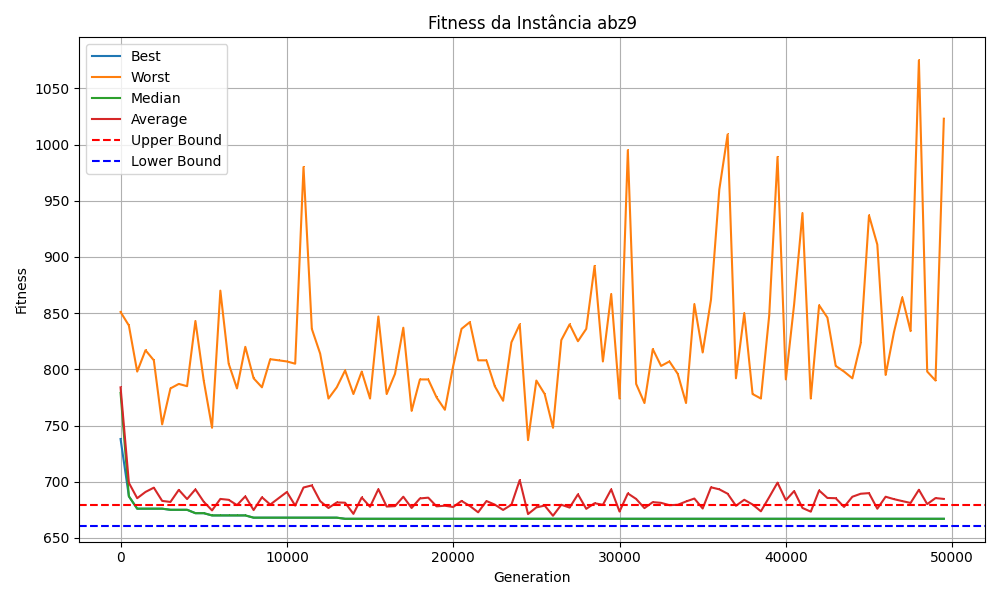 Fitness da Instância abz9
Best
Worst
Median
Average
Upper Bound
Lower Bound
Fitness
1050
1000
950
900
850
800
750
700
650
0 10000 20000 30000 40000 50000
Generation